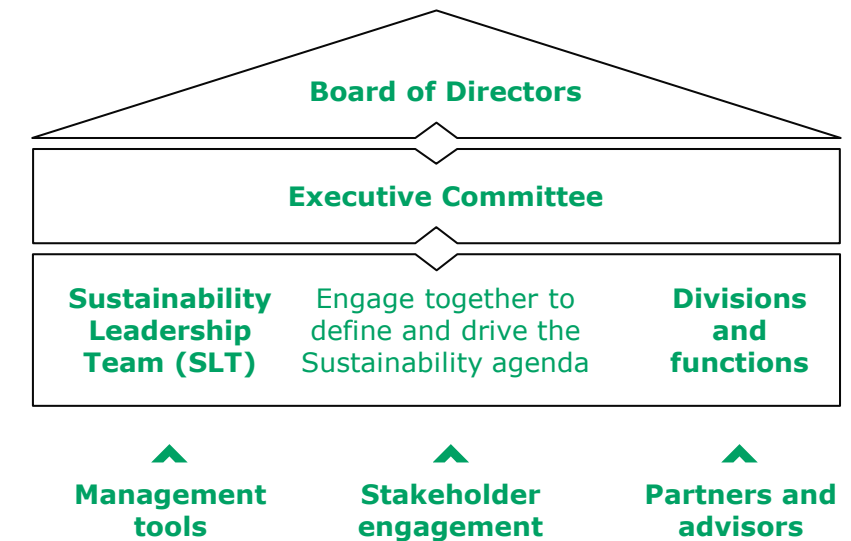 Board of Directors
Executive Committee
Sustainability
Leadership
Team (SLT)
Engage together to
define and drive the
Sustainability agenda
Divisions
and
functions
Management
tools
Stakeholder
engagement
Partners and
advisors